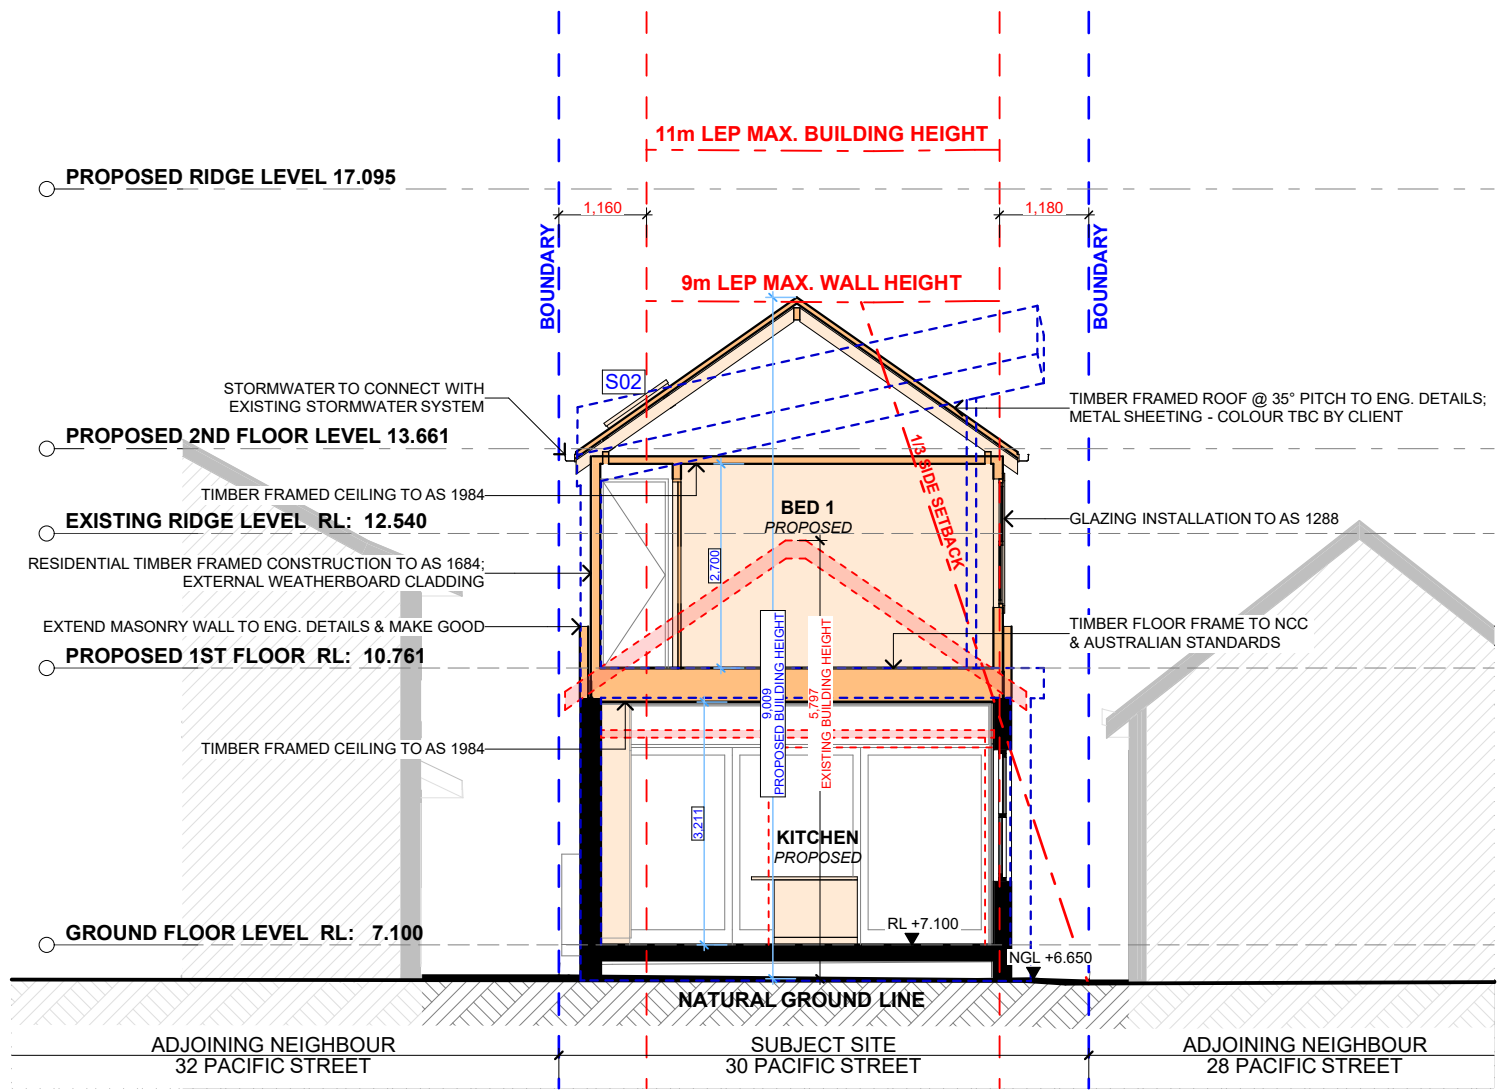 11m LEP MAX. BUILDING HEIGHT
PROPOSED RIDGE LEVEL 17.095
1,160
1,180
BOUNDARY
BOUNDARY
9m LEP MAX. WALL HEIGHT
S02
STORMWATER TO CONNECT WITH
EXISTING STORMWATER SYSTEM
TIMBER FRAMED ROOF @ 35° PITCH TO ENG. DETAILS;
METAL SHEETING - COLOUR TBC BY CLIENT
PROPOSED 2ND FLOOR LEVEL 13.661
1/3 SIDE SETBACK
TIMBER FRAMED CEILING TO AS 1984
BED 1
PROPOSED
EXISTING RIDGE LEVEL RL: 12.540
GLAZING INSTALLATION TO AS 1288
RESIDENTIAL TIMBER FRAMED CONSTRUCTION TO AS 1684;
EXTERNAL WEATHERBOARD CLADDING
2,700
EXTEND MASONRY WALL TO ENG. DETAILS & MAKE GOOD
TIMBER FLOOR FRAME TO NCC
& AUSTRALIAN STANDARDS
PROPOSED 1ST FLOOR RL: 10.761
9,009
PROPOSED BUILDING HEIGHT
5,797
EXISTING BUILDING HEIGHT
TIMBER FRAMED CEILING TO AS 1984
3,211
KITCHEN
PROPOSED
GROUND FLOOR LEVEL RL: 7.100
RL +7.100
NGL +6.650
NATURAL GROUND LINE
ADJOINING NEIGHBOUR
32 PACIFIC STREET
SUBJECT SITE
30 PACIFIC STREET
ADJOINING NEIGHBOUR
28 PACIFIC STREET